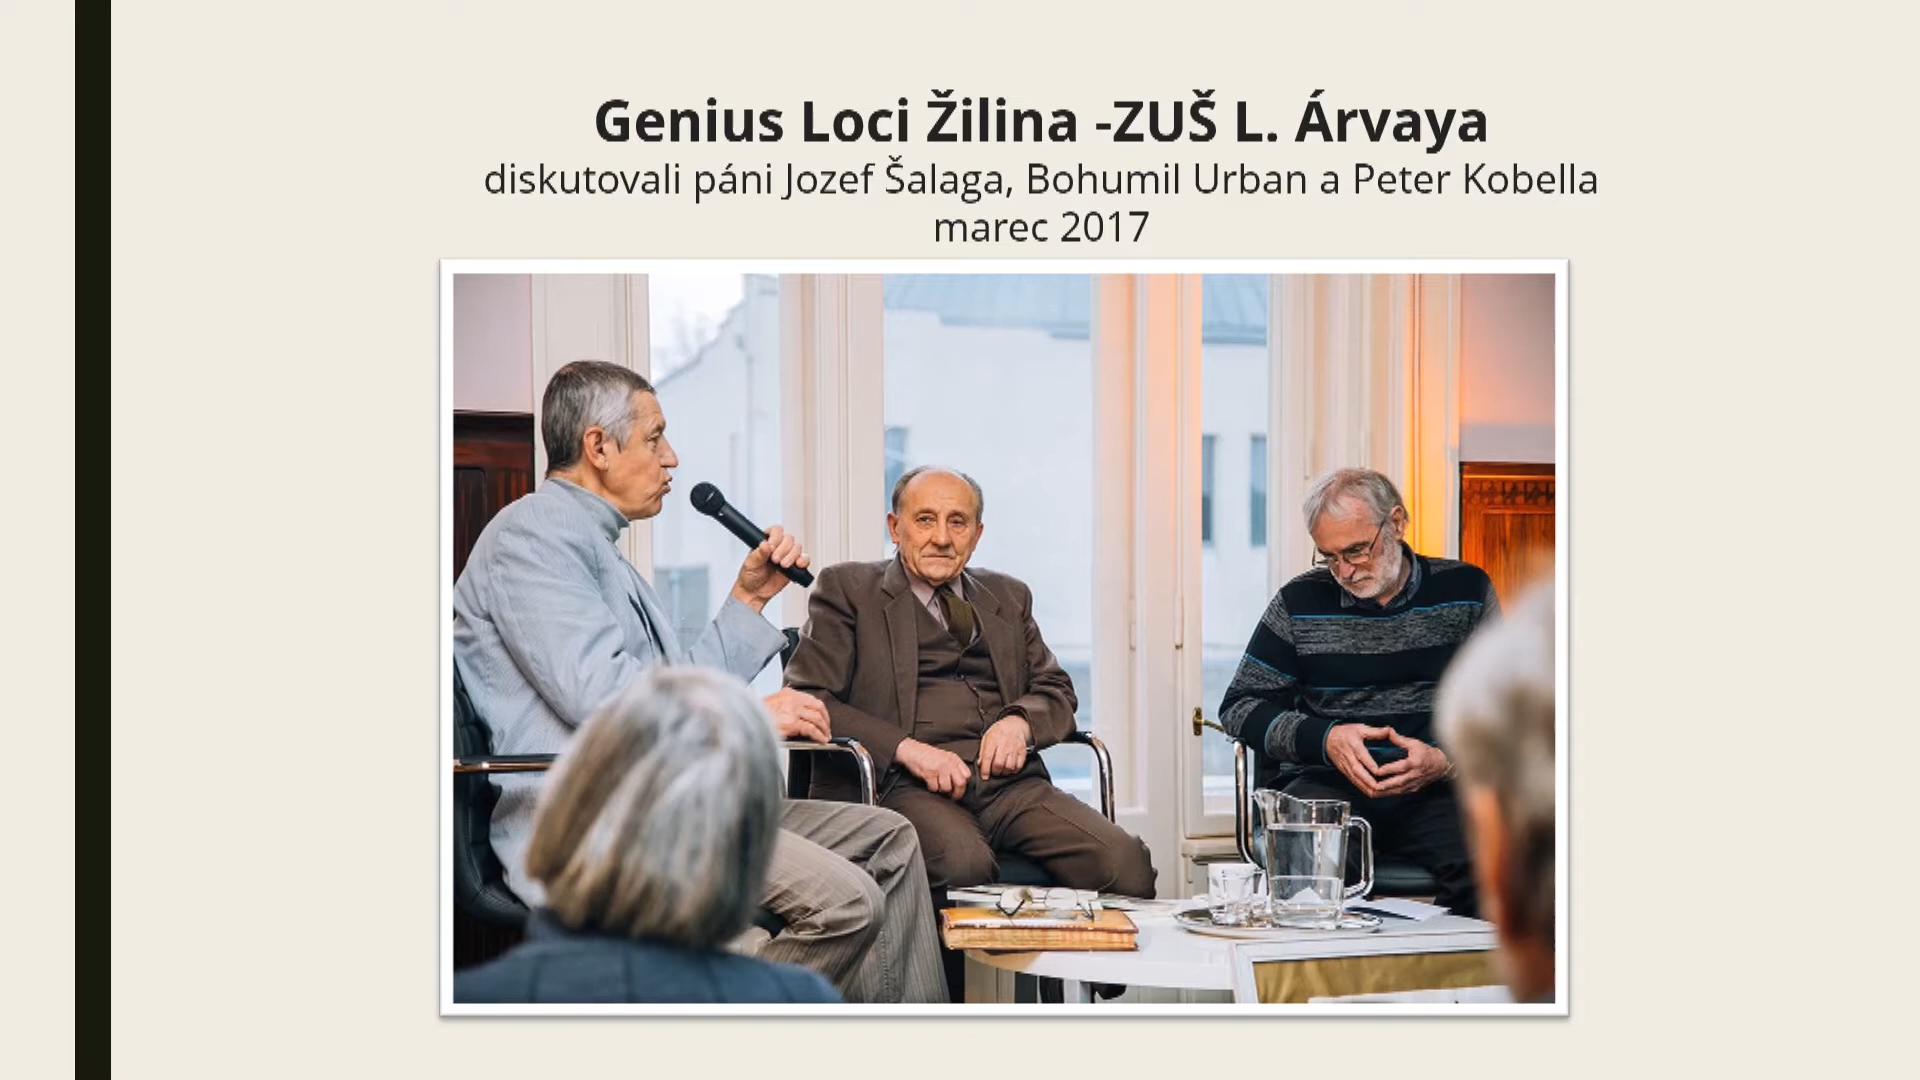 Genius Loci Žilina -ZUŠ L. Árvaya
diskutovali páni Jozef Šalaga, Bohumil Urban a Peter Kobella
marec 2017